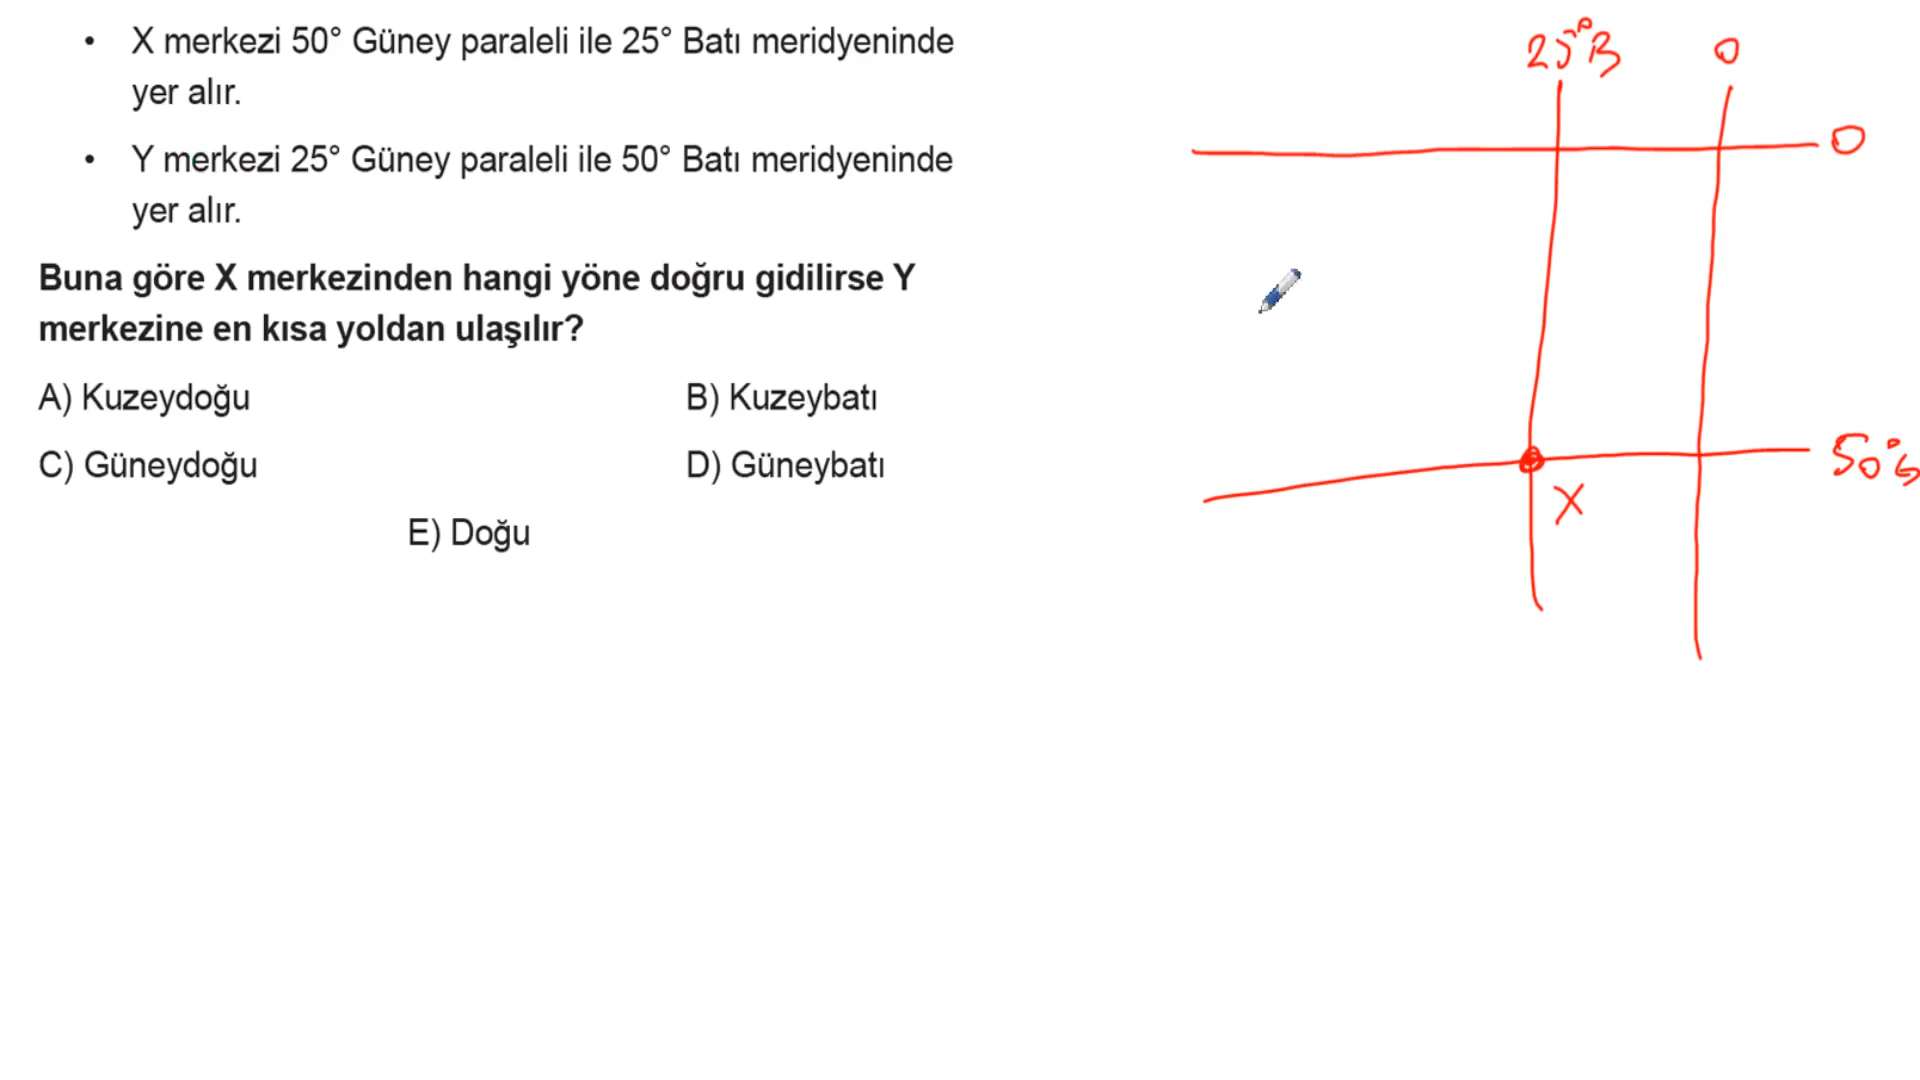 • X merkezi 50° Güney paraleli ile 25° Batı meridyeninde
yer alır.
• Y merkezi 25° Güney paraleli ile 50° Batı meridyeninde
yer alır.
Buna göre X merkezinden hangi yöne doğru gidilirse Y
merkezine en kısa yoldan ulaşılır?
A) Kuzeydoğu B) Kuzeybatı
C) Güneydoğu D) Güneybatı
E) Doğu
25°B 0
0
50°G
X